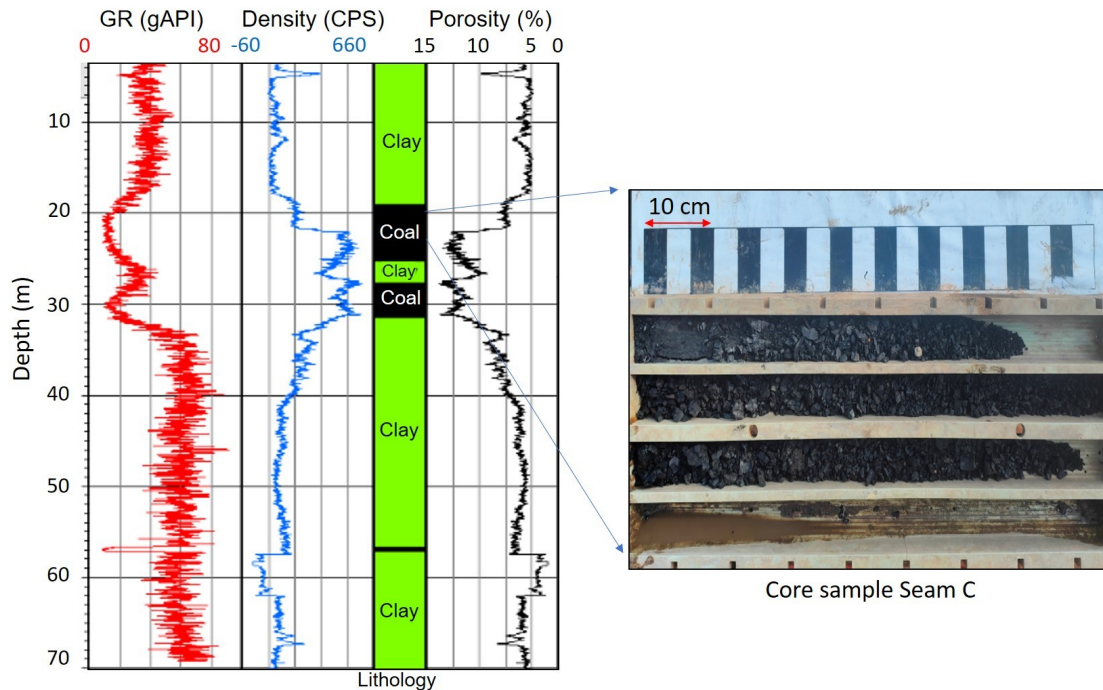 GR (gAPI) Density (CPS) Porosity (%)
0 80 -60 660 15 10 5 0
Depth (m)
10
20
30
40
50
60
70
Clay
Coal
Clay
Coal
Clay
Clay
Lithology
10 cm
Core sample Seam C